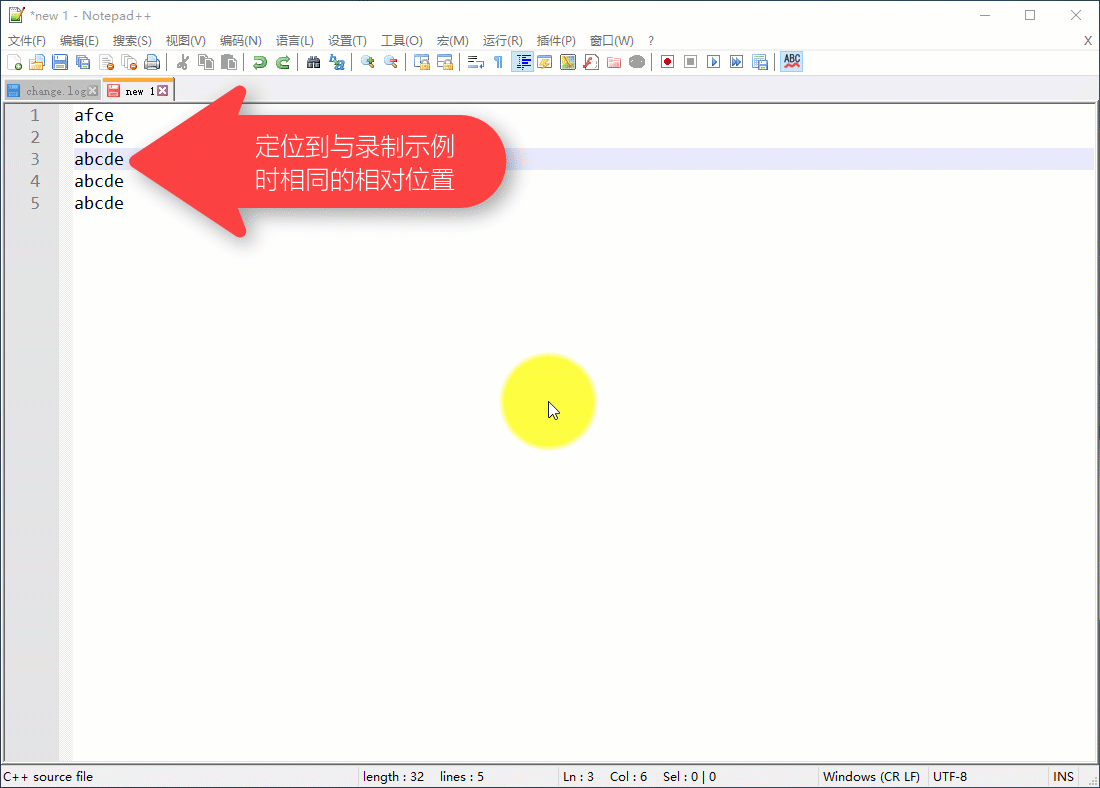 *new 1 - Notepad++
文件(F) 编辑(E) 搜索(S) 视图(V) 编码(N) 语言(L) 设置(T) 工具(O) 宏(M) 运行(R) 插件(P) 窗口(W) ? X
ABC
change.log new 1
1 afce
2 abcde
3 abcde
4 abcde
5 abcde
定位到与录制示例
时相同的相对位置
C++ source file length : 32 lines : 5 Ln : 3 Col : 6 Sel : 0 | 0 Windows (CR LF) UTF-8 INS